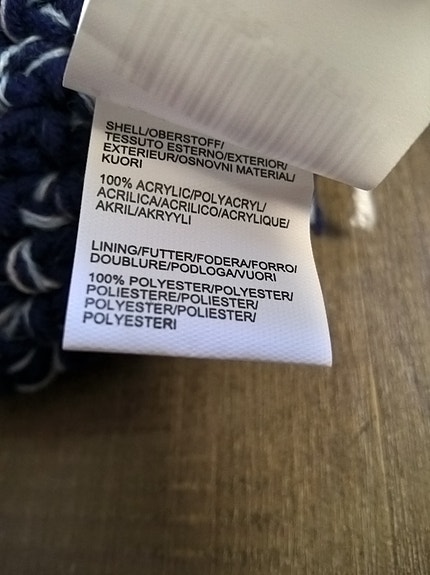 SHELL/OBERSTOFF/
TESSUTO ESTERNO/EXTERIOR/
EXTERIEUR/OSNOVNI MATERIAL/
KUORI
100% ACRYLIC/POLYACRYL/
ACRILICA/ACRILICO/ACRYLIQUE/
AKRIL/AKRYYLI
LINING/FUTTER/FODERA/FORRO/
DOUBLURE/PODLOGA/VUORI
100% POLYESTER/POLYESTER/
POLIESTERE/POLIESTER/
POLYESTER/POLIESTER/
POLYESTERI